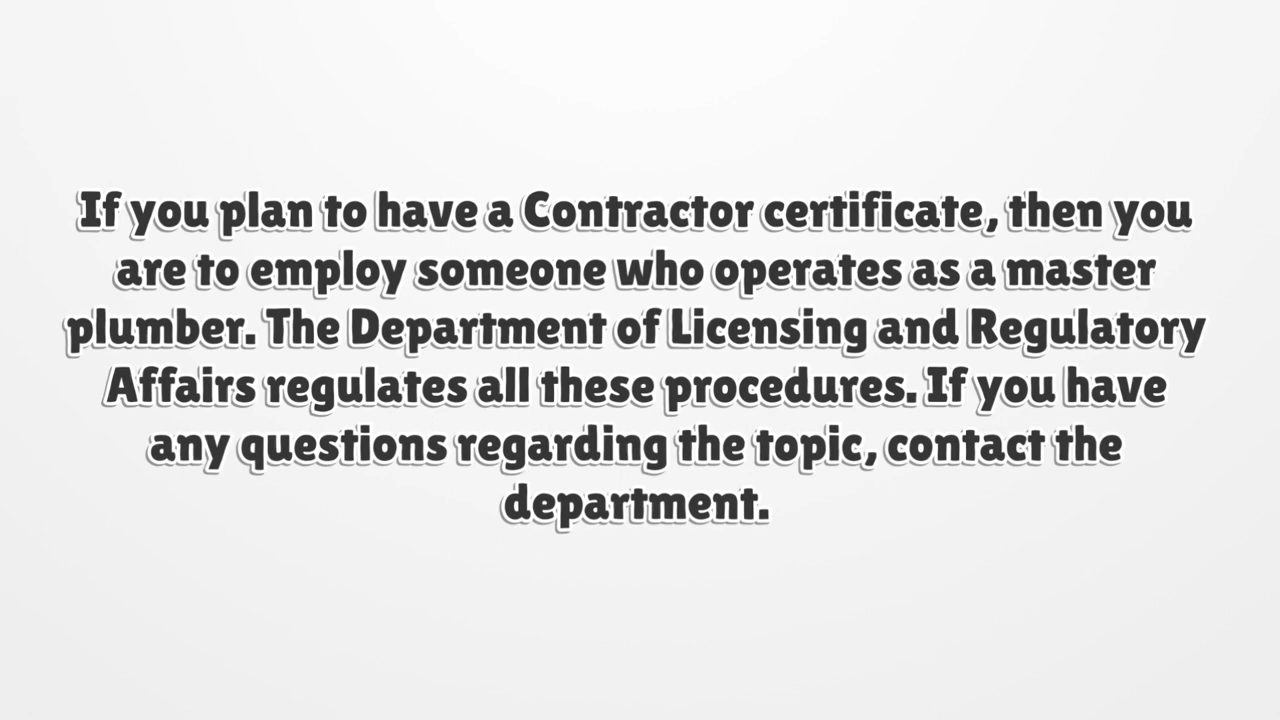 If you plan to have a Contractor certificate, then you
are to employ someone who operates as a master
plumber. The Department of Licensing and Regulatory
Affairs regulates all these procedures. If you have
any questions regarding the topic, contact the
department.